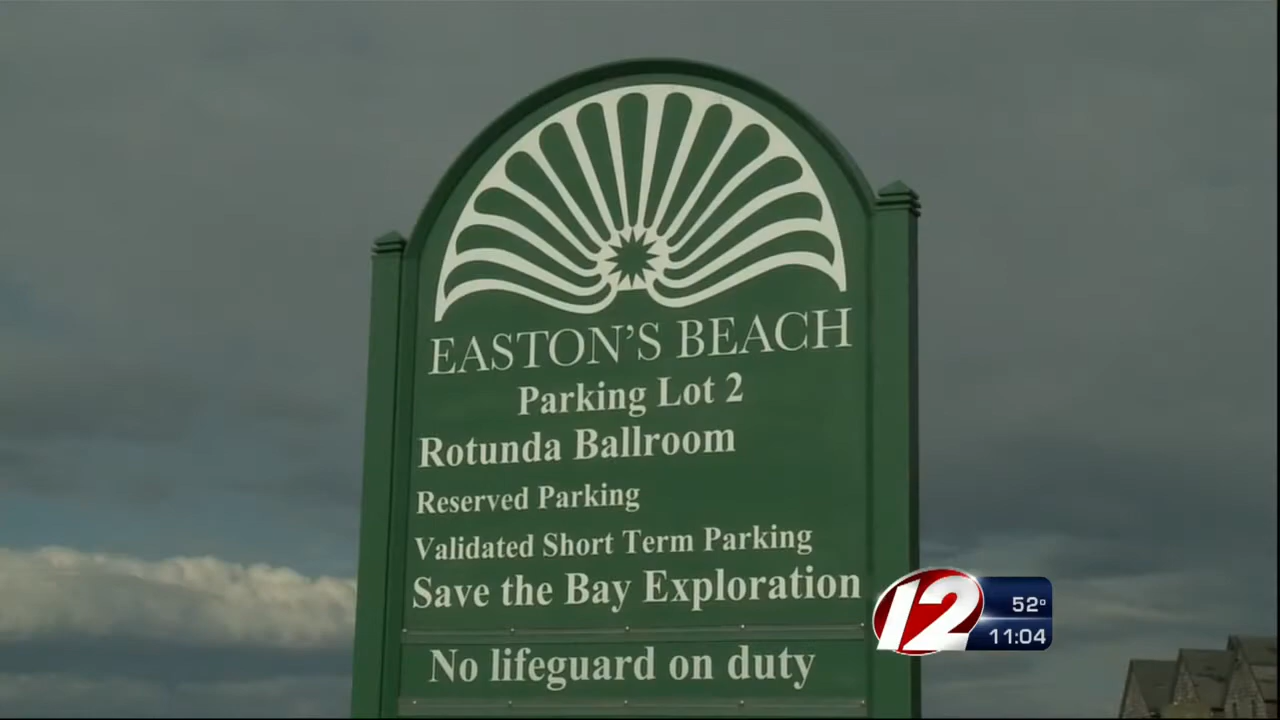 EASTON'S BEACH
Parking Lot 2
Rotunda Ballroom
Reserved Parking
Validated Short Term Parking
Save the Bay Exploration
No lifeguard on duty
12
52°
11:04